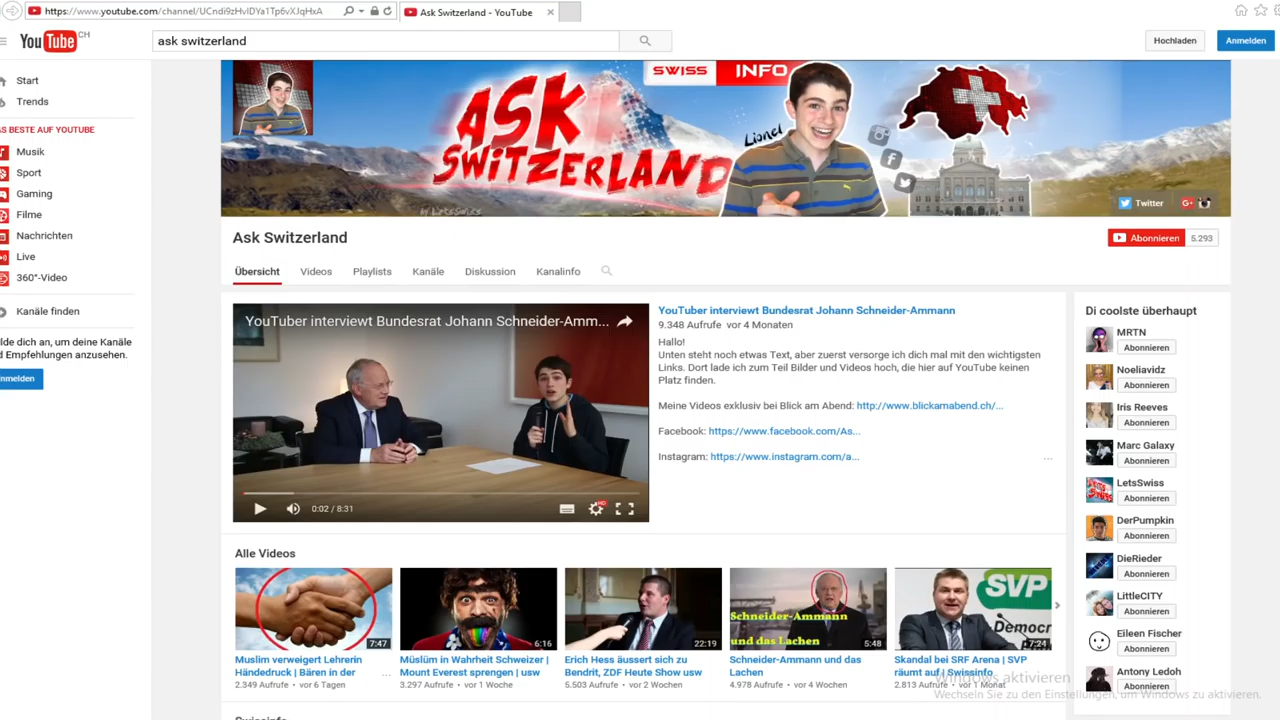 https://www.youtube.com/channel/UCndi9zHvIDYa1Tp6vXJqHxA
Ask Switzerland - YouTube
YouTube CH
ask switzerland
Hochladen
Anmelden
Start
Trends
AS BESTE AUF YOUTUBE
Musik
Sport
Gaming
Filme
Nachrichten
Live
360°-Video
Kanäle finden
lde dich an, um deine Kanäle
d Empfehlungen anzusehen.
nmelden
SWISS INFO
ASK
SWITZERLAND
Lionel
by LetsSwiss
Twitter
Ask Switzerland
Abonnieren 5.293
Übersicht Videos Playlists Kanäle Diskussion Kanalinfo
YouTuber interviewt Bundesrat Johann Schneider-Amm...
0:02 / 8:31
HD
YouTuber interviewt Bundesrat Johann Schneider-Ammann
9.348 Aufrufe vor 4 Monaten
Hallo!
Unten steht noch etwas Text, aber zuerst versorge ich dich mal mit den wichtigsten
Links. Dort lade ich zum Teil Bilder und Videos hoch, die hier auf YouTube keinen
Platz finden.
Meine Videos exklusiv bei Blick am Abend: http://www.blickamabend.ch/...
Facebook: https://www.facebook.com/As...
Instagram: https://www.instagram.com/a...
...
Di coolste überhaupt
MRTN
Abonnieren
Noeliavidz
Abonnieren
Iris Reeves
Abonnieren
Marc Galaxy
Abonnieren
LetsSwiss
Abonnieren
DerPumpkin
Abonnieren
DieRieder
Abonnieren
LittleCITY
Abonnieren
Eileen Fischer
Abonnieren
Antony Ledoh
Abonnieren
Alle Videos
7:47
Muslim verweigert Lehrerin
Händedruck | Bären in der ...
2.349 Aufrufe • vor 6 Tagen
6:16
Müslüm in Wahrheit Schweizer |
Mount Everest sprengen | usw
3.297 Aufrufe • vor 1 Woche
22:19
Erich Hess äussert sich zu
Bendrit, ZDF Heute Show usw
5.503 Aufrufe • vor 2 Wochen
Schneider-Ammann
und das Lachen
5:48
Schneider-Ammann und das
Lachen
4.978 Aufrufe • vor 4 Wochen
SVP
Democr
7:24
Skandal bei SRF Arena | SVP
räumt auf | Swissinfo
2.813 Aufrufe • vor 1 Monat
Windows aktivieren
Wechseln Sie zu den Einstellungen, um Windows zu aktivieren.